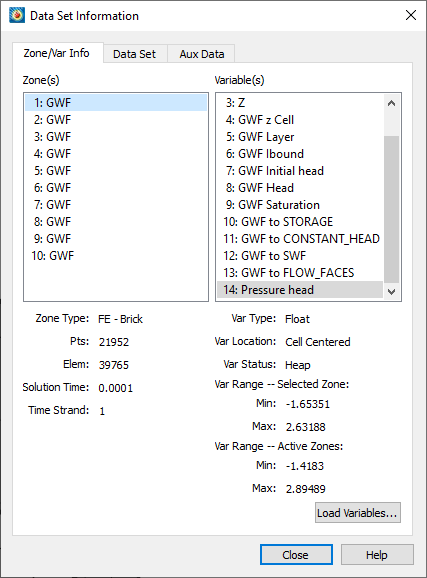 Data Set Information
Zone/Var Info
Data Set
Aux Data
Zone(s)
1: GWF
2: GWF
3: GWF
4: GWF
5: GWF
6: GWF
7: GWF
8: GWF
9: GWF
10: GWF
Variable(s)
3: Z
4: GWF z Cell
5: GWF Layer
6: GWF Ibound
7: GWF Initial head
8: GWF Head
9: GWF Saturation
10: GWF to STORAGE
11: GWF to CONSTANT_HEAD
12: GWF to SWF
13: GWF to FLOW_FACES
14: Pressure head
Zone Type: FE - Brick
Pts: 21952
Elem: 39765
Solution Time: 0.0001
Time Strand: 1
Var Type: Float
Var Location: Cell Centered
Var Status: Heap
Var Range -- Selected Zone:
Min: -1.65351
Max: 2.63188
Var Range -- Active Zones:
Min: -1.4183
Max: 2.89489
Load Variables...
Close
Help